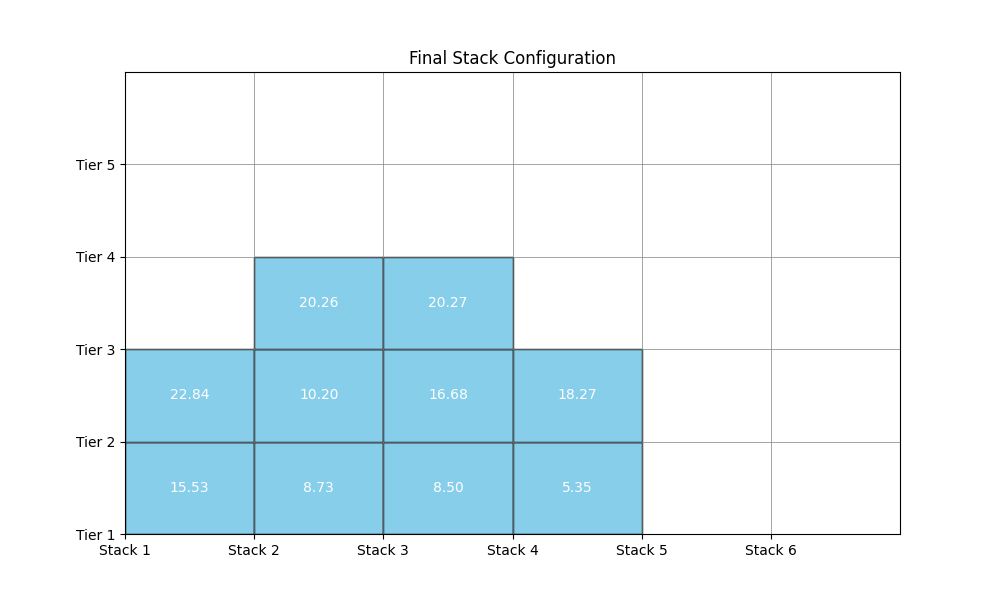 Final Stack Configuration
Tier 5
Tier 4
20.26 20.27
Tier 3
22.84 10.20 16.68 18.27
Tier 2
15.53 8.73 8.50 5.35
Tier 1
Stack 1 Stack 2 Stack 3 Stack 4 Stack 5 Stack 6